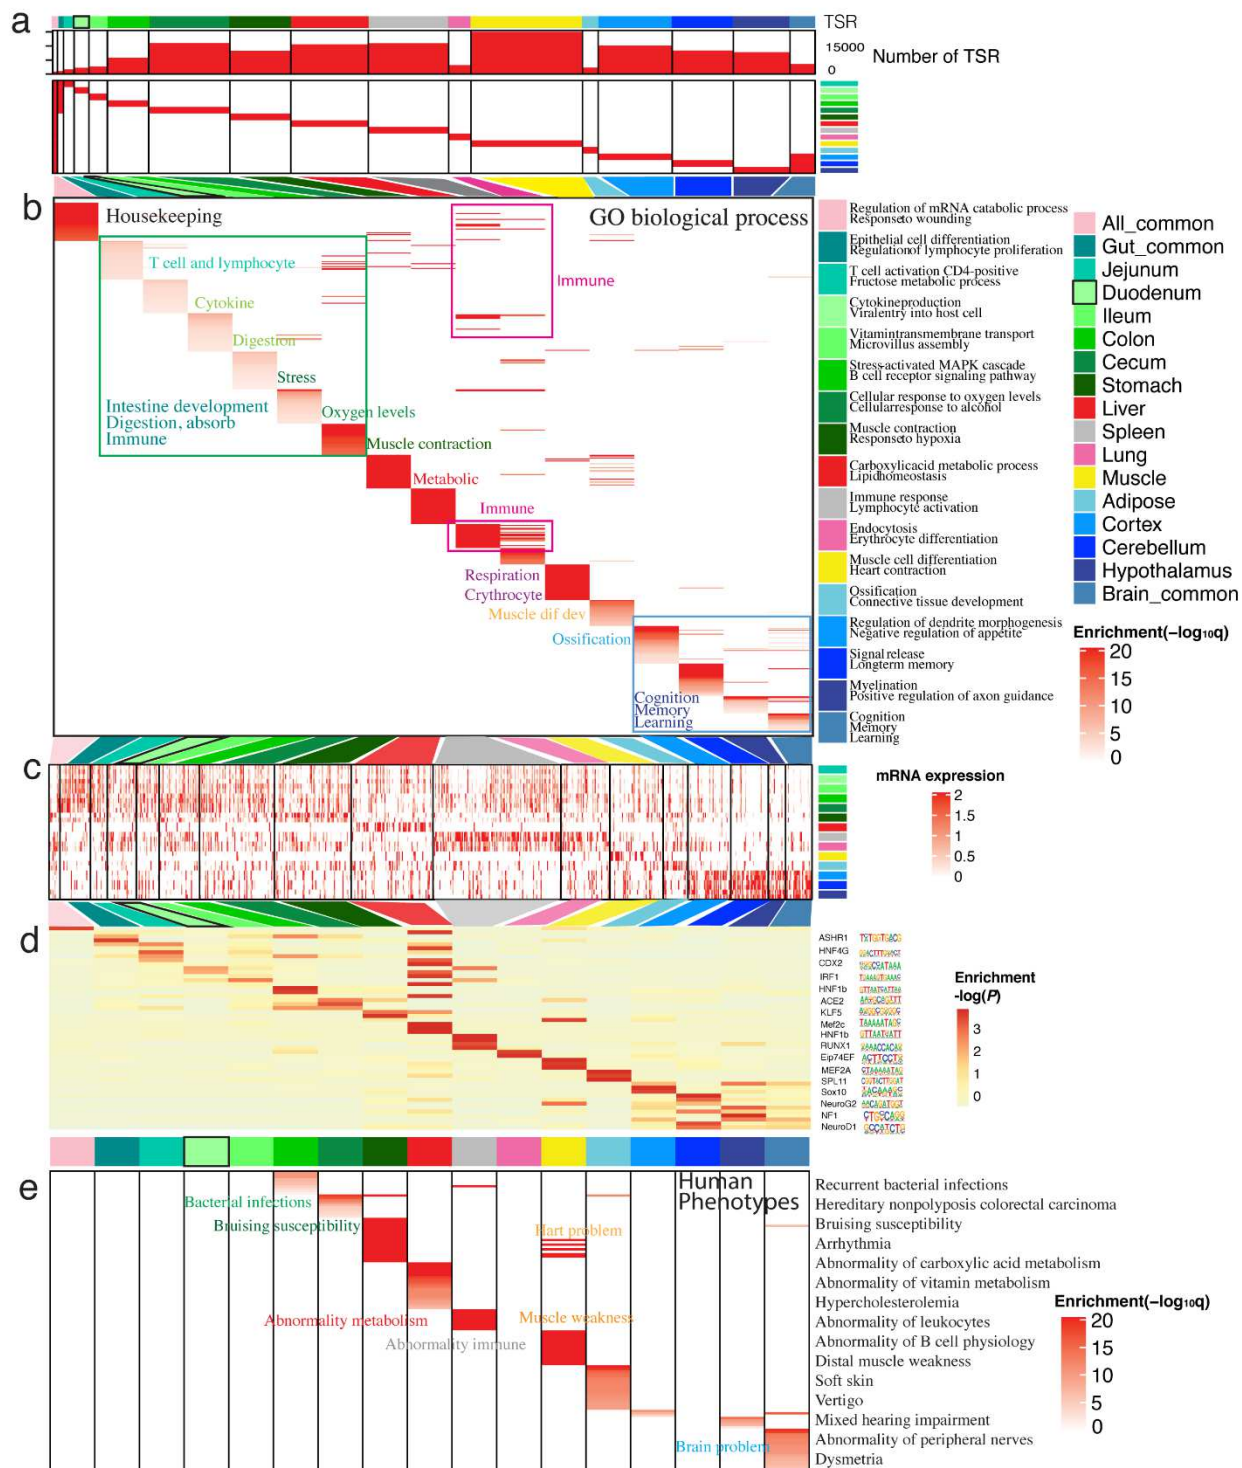 a
TSR
15000
0
Number of TSR
b
Housekeeping
GO biological process
T cell and lymphocyte
Immune
Cytokine
Digestion
Stress
Intestine development
Digestion, absorb
Immune
Oxygen levels
Muscle contraction
Metabolic
Immune
Respiration
Crythrocyte
Muscle dif dev
Ossification
Cognition
Memory
Learning
Regulation of mRNA catabolic process
Response to wounding
Epithelial cell differentiation
Regulation of lymphocyte proliferation
T cell activation CD4-positive
Fructose metabolic process
Cytokineproduction
Viralentry into host cell
Vitamintransmembrane transport
Microvillus assembly
Stress-activated MAPK cascade
B cell receptor signaling pathway
Cellular response to oxygen levels
Cellularresponse to alcohol
Muscle contraction
Response to hypoxia
Carboxylicacid metabolic process
Lipidhomeostasis
Immune response
Lymphocyte activation
Endocytosis
Erythrocyte differentiation
Muscle cell differentiation
Heart contraction
Ossification
Connective tissue development
Regulation of dendrite morphogenesis
Negative regulation of appetite
Signal release
Longterm memory
Myelination
Positive regulation of axon guidance
Cognition
Memory
Learning
All_common
Gut_common
Jejunum
Duodenum
Ileum
Colon
Cecum
Stomach
Liver
Spleen
Lung
Muscle
Adipose
Cortex
Cerebellum
Hypothalamus
Brain_common
Enrichment(−log₁₀q)
20
15
10
5
0
c
mRNA expression
2
1.5
1
0.5
0
d
ASHR1
HNF4G
CDX2
IRF1
HNF1b
ACE2
KLF5
Mef2c
HNF1b
RUNX1
Eip74EF
MEF2A
SPL11
Sox10
NeuroG2
NF1
NeuroD1
Enrichment
-log(P)
3
2
1
0
e
Human
Phenotypes
Bacterial infections
Bruising susceptibility
Hart problem
Abnormality metabolism
Muscle weakness
Abnormality immune
Brain problem
Recurrent bacterial infections
Hereditary nonpolyposis colorectal carcinoma
Bruising susceptibility
Arrhythmia
Abnormality of carboxylic acid metabolism
Abnormality of vitamin metabolism
Hypercholesterolemia
Abnormality of leukocytes
Abnormality of B cell physiology
Distal muscle weakness
Soft skin
Vertigo
Mixed hearing impairment
Abnormality of peripheral nerves
Dysmetria
Enrichment(−log₁₀q)
20
15
10
5
0